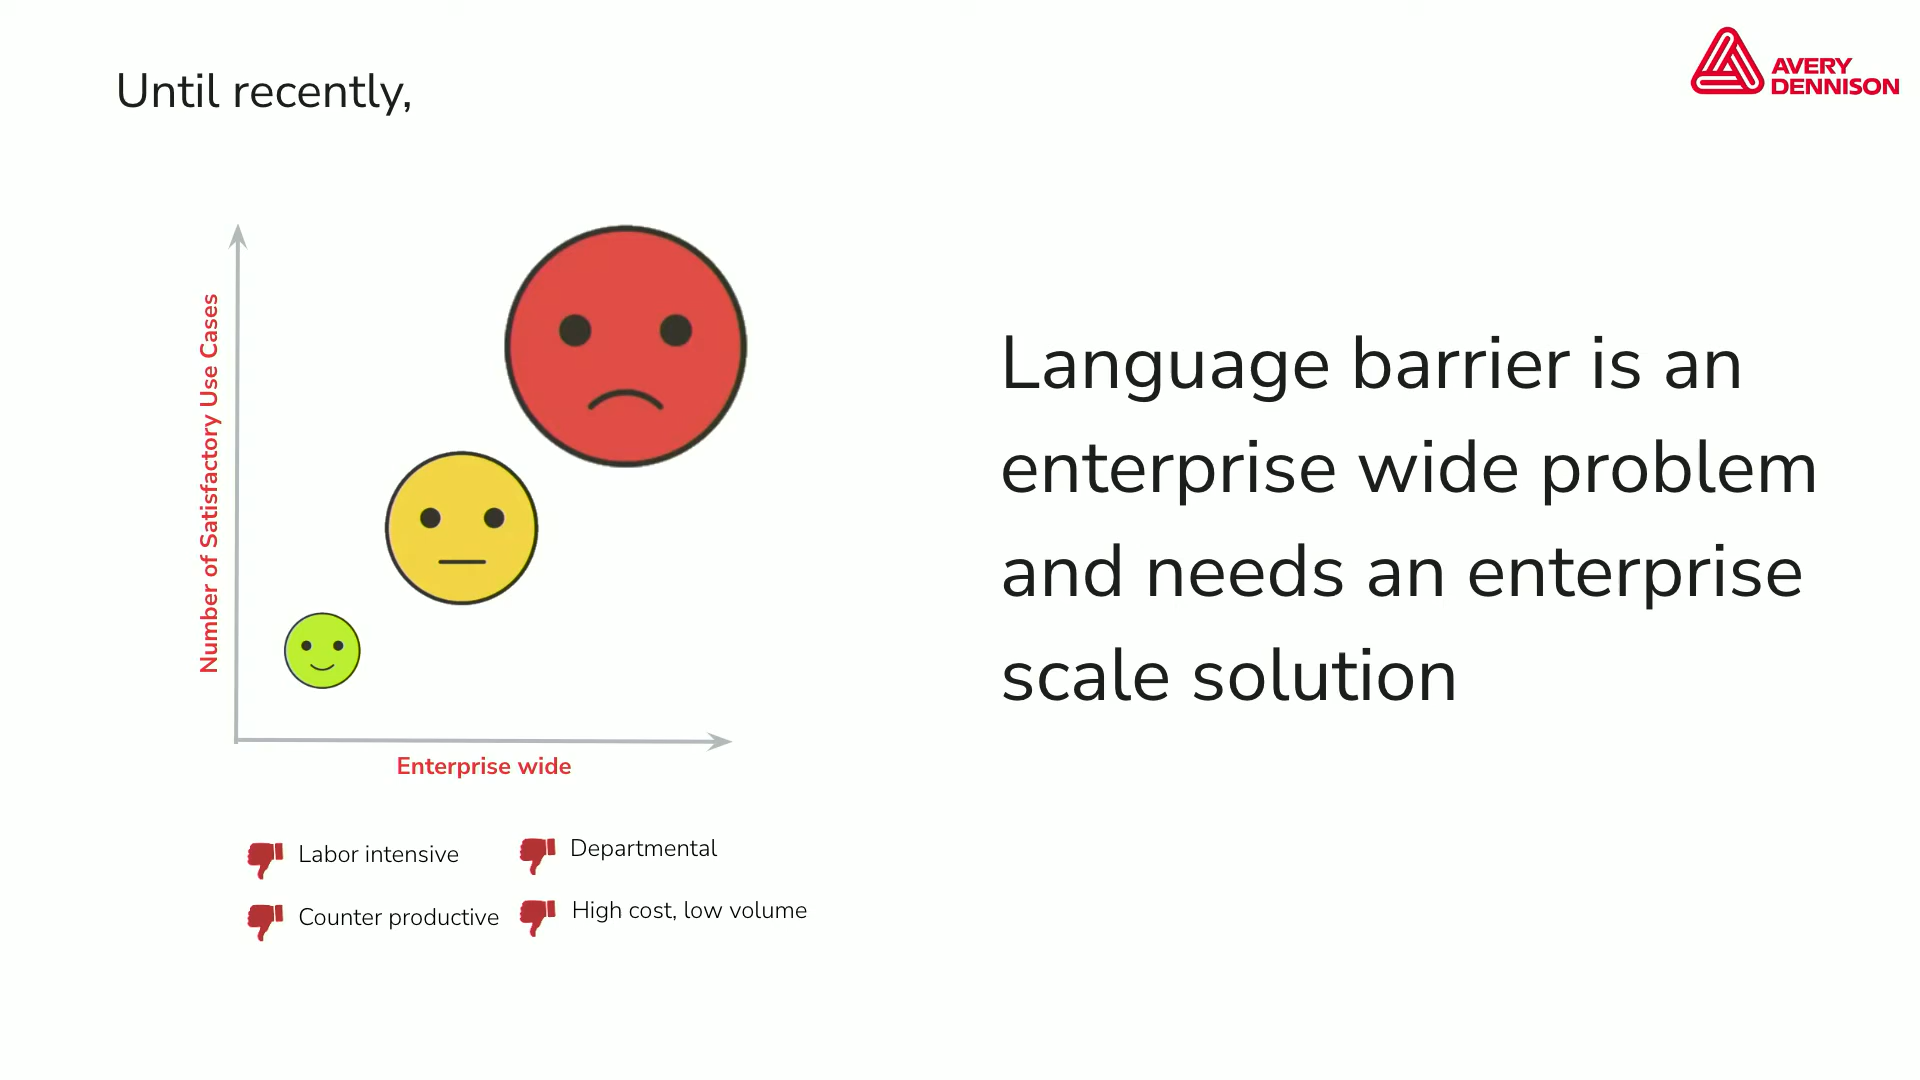 Until recently,
AVERY
DENNISON
Number of Satisfactory Use Cases
Enterprise wide
Labor intensive
Departmental
Counter productive
High cost, low volume
Language barrier is an
enterprise wide problem
and needs an enterprise
scale solution